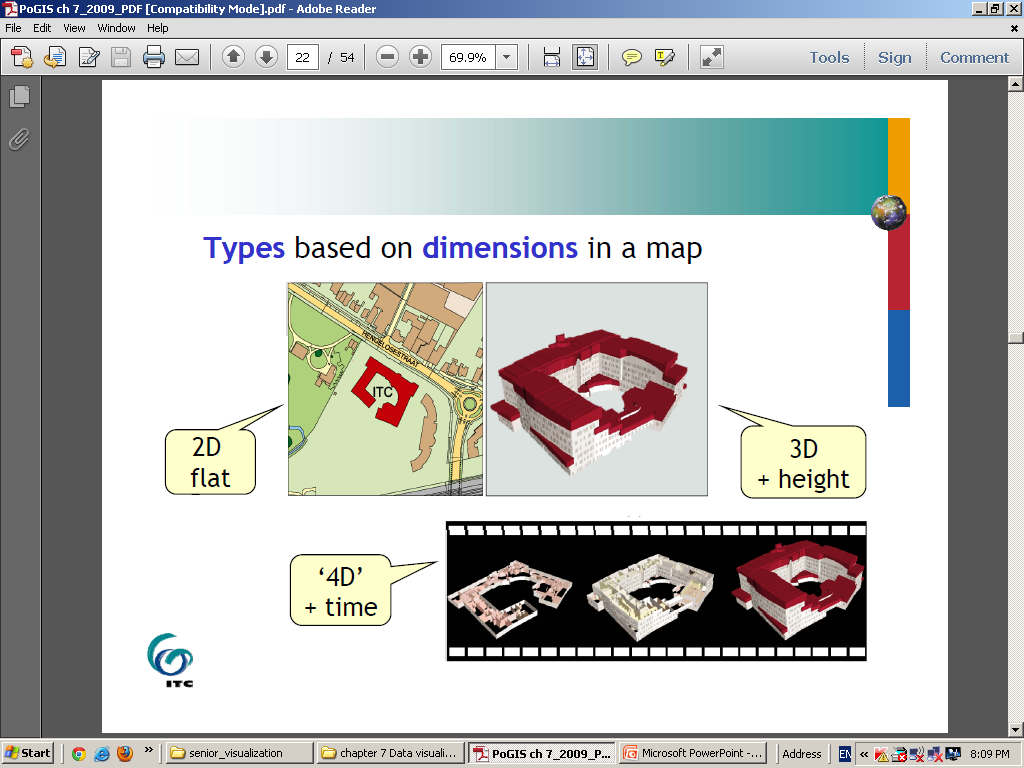 PoGIS ch 7_2009_PDF [Compatibility Mode].pdf - Adobe Reader
File Edit View Window Help
22 / 54 69.9% Tools Sign Comment
Types based on dimensions in a map
HENGELOSESTRAAT
ITC
2D
flat
3D
+ height
‘4D’
+ time
ITC
Start » senior_visualization chapter 7 Data visuali... PoGIS ch 7_2009_P... Microsoft PowerPoint -... Address EN « 8:09 PM